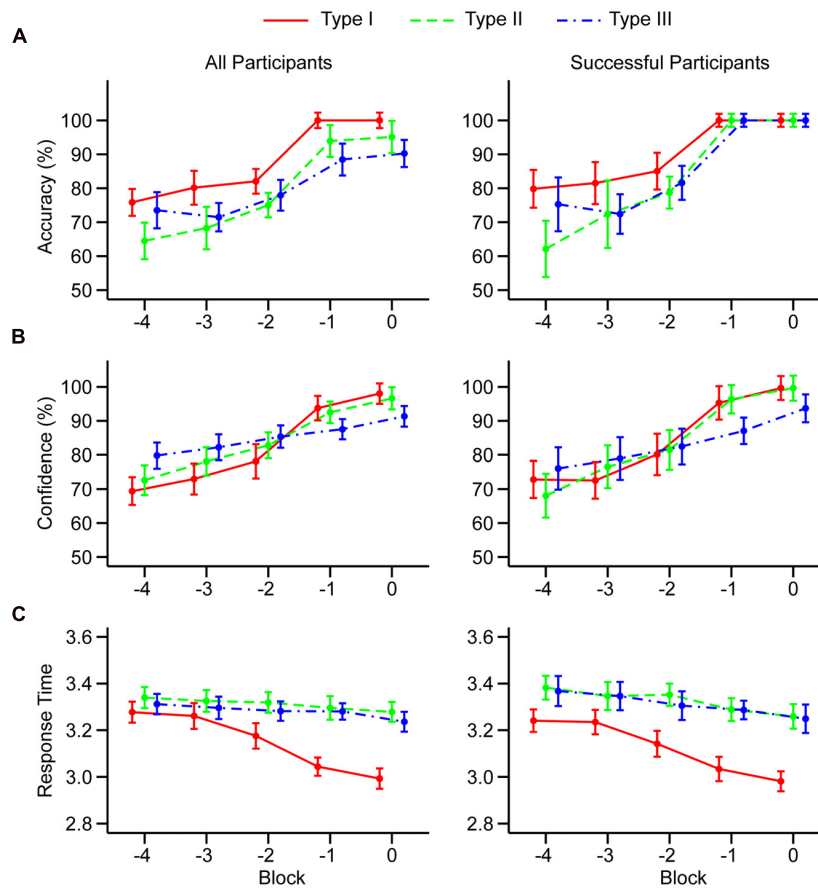 Type I Type II Type III
A
All Participants Successful Participants
Accuracy (%)
100 100
90 90
80 80
70 70
60 60
50 50
-4 -3 -2 -1 0 -4 -3 -2 -1 0
B
Confidence (%)
100 100
90 90
80 80
70 70
60 60
50 50
-4 -3 -2 -1 0 -4 -3 -2 -1 0
C
Response Time
3.6 3.6
3.4 3.4
3.2 3.2
3.0 3.0
2.8 2.8
-4 -3 -2 -1 0 -4 -3 -2 -1 0
Block Block